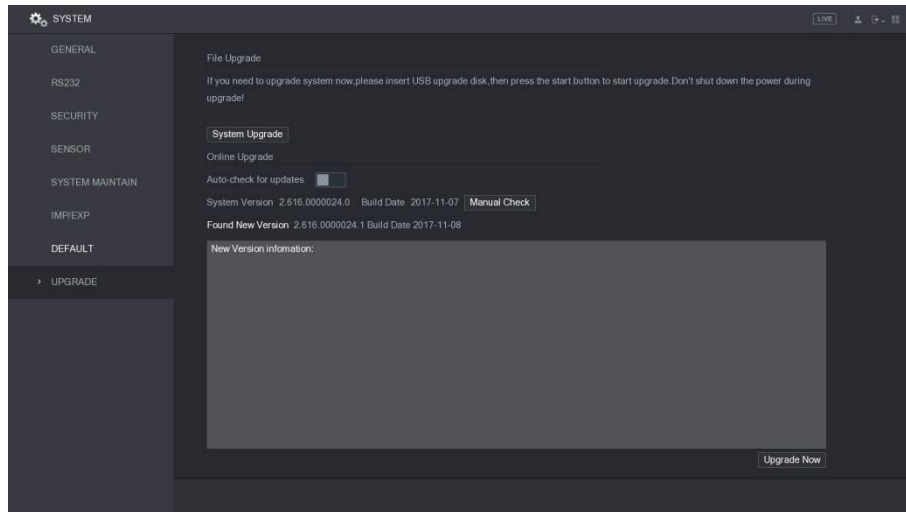 SYSTEM
LIVE
GENERAL
RS232
SECURITY
SENSOR
SYSTEM MAINTAIN
IMP/EXP
DEFAULT
UPGRADE
File Upgrade
If you need to upgrade system now,please insert USB upgrade disk,then press the start button to start upgrade.Don't shut down the power during
upgrade!
System Upgrade
Online Upgrade
Auto-check for updates
System Version 2.616.0000024.0 Build Date 2017-11-07 Manual Check
Found New Version 2.616.0000024.1 Build Date 2017-11-08
New Version infomation:
Upgrade Now